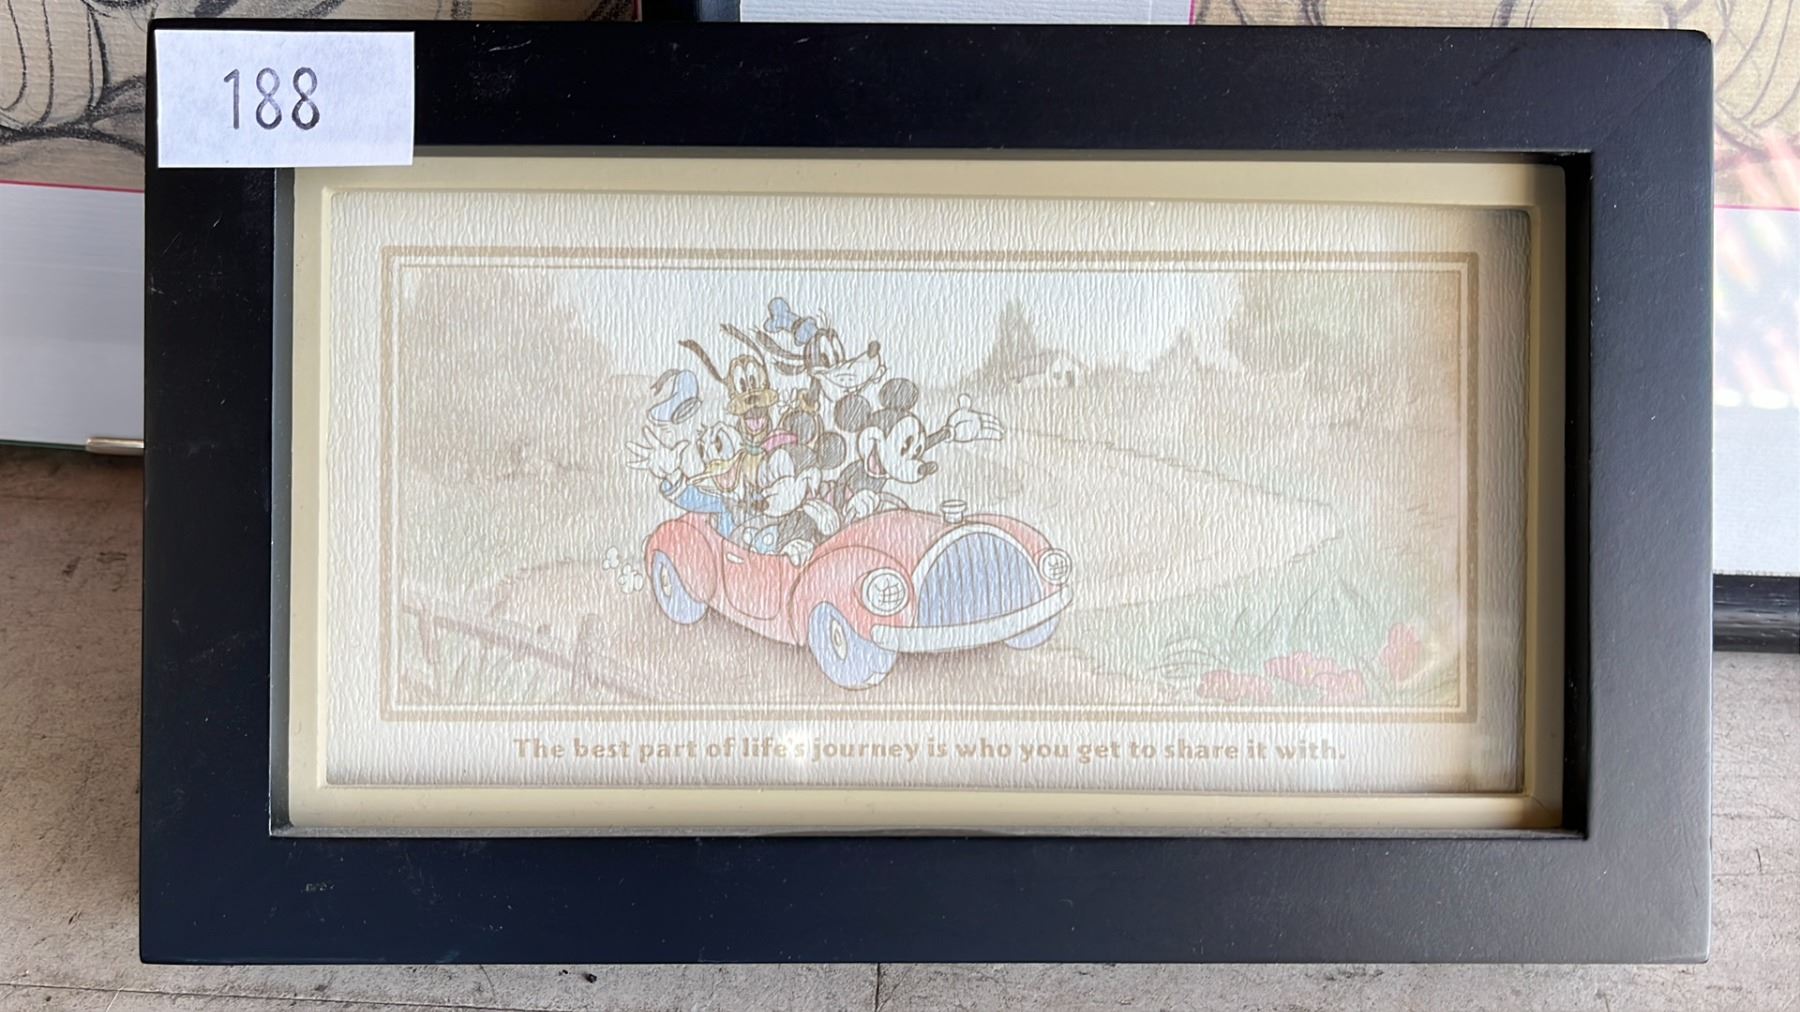 188
The best part of life's journey is who you get to share it with.